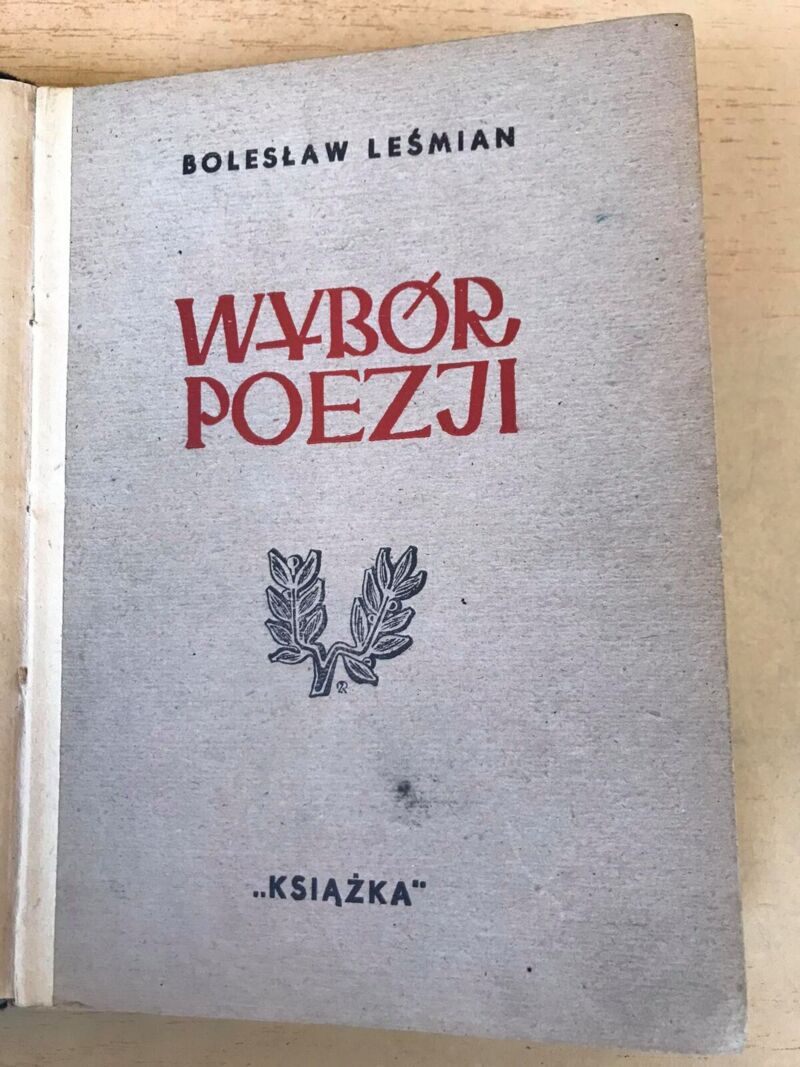 BOLESŁAW LEŚMIAN
WYBÓR
POEZJI
„KSIĄŻKA"